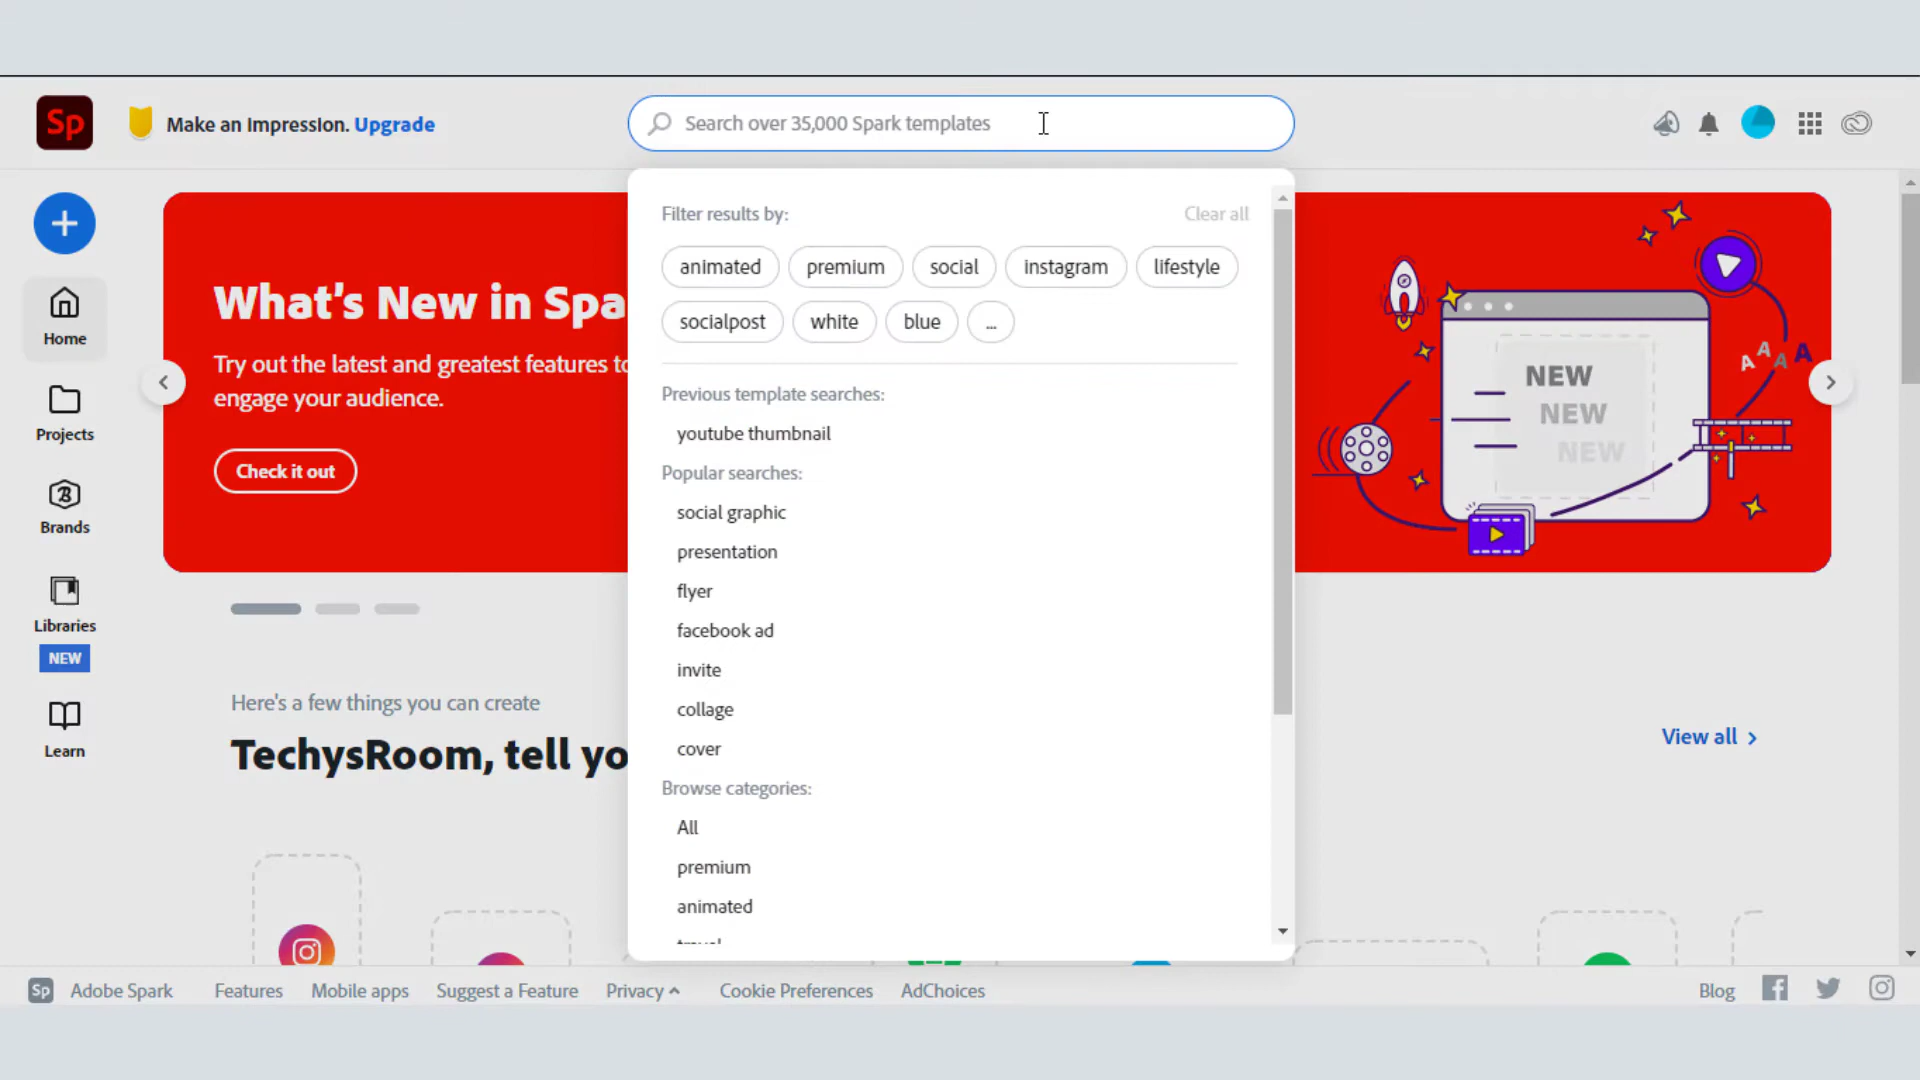 Sp
Make an Impression. Upgrade
Search over 35,000 Spark templates
Home
Projects
Brands
Libraries
NEW
Learn
What's New in Spa
Try out the latest and greatest features to
engage your audience.
Check it out
Filter results by:
Clear all
animated
premium
social
instagram
lifestyle
socialpost
white
blue
...
Previous template searches:
youtube thumbnail
Popular searches:
social graphic
presentation
flyer
facebook ad
invite
collage
cover
Browse categories:
All
premium
animated
NEW
NEW
NEW
A A A A
Here's a few things you can create
TechysRoom, tell yo
View all
Sp
Adobe Spark
Features
Mobile apps
Suggest a Feature
Privacy
Cookie Preferences
AdChoices
Blog